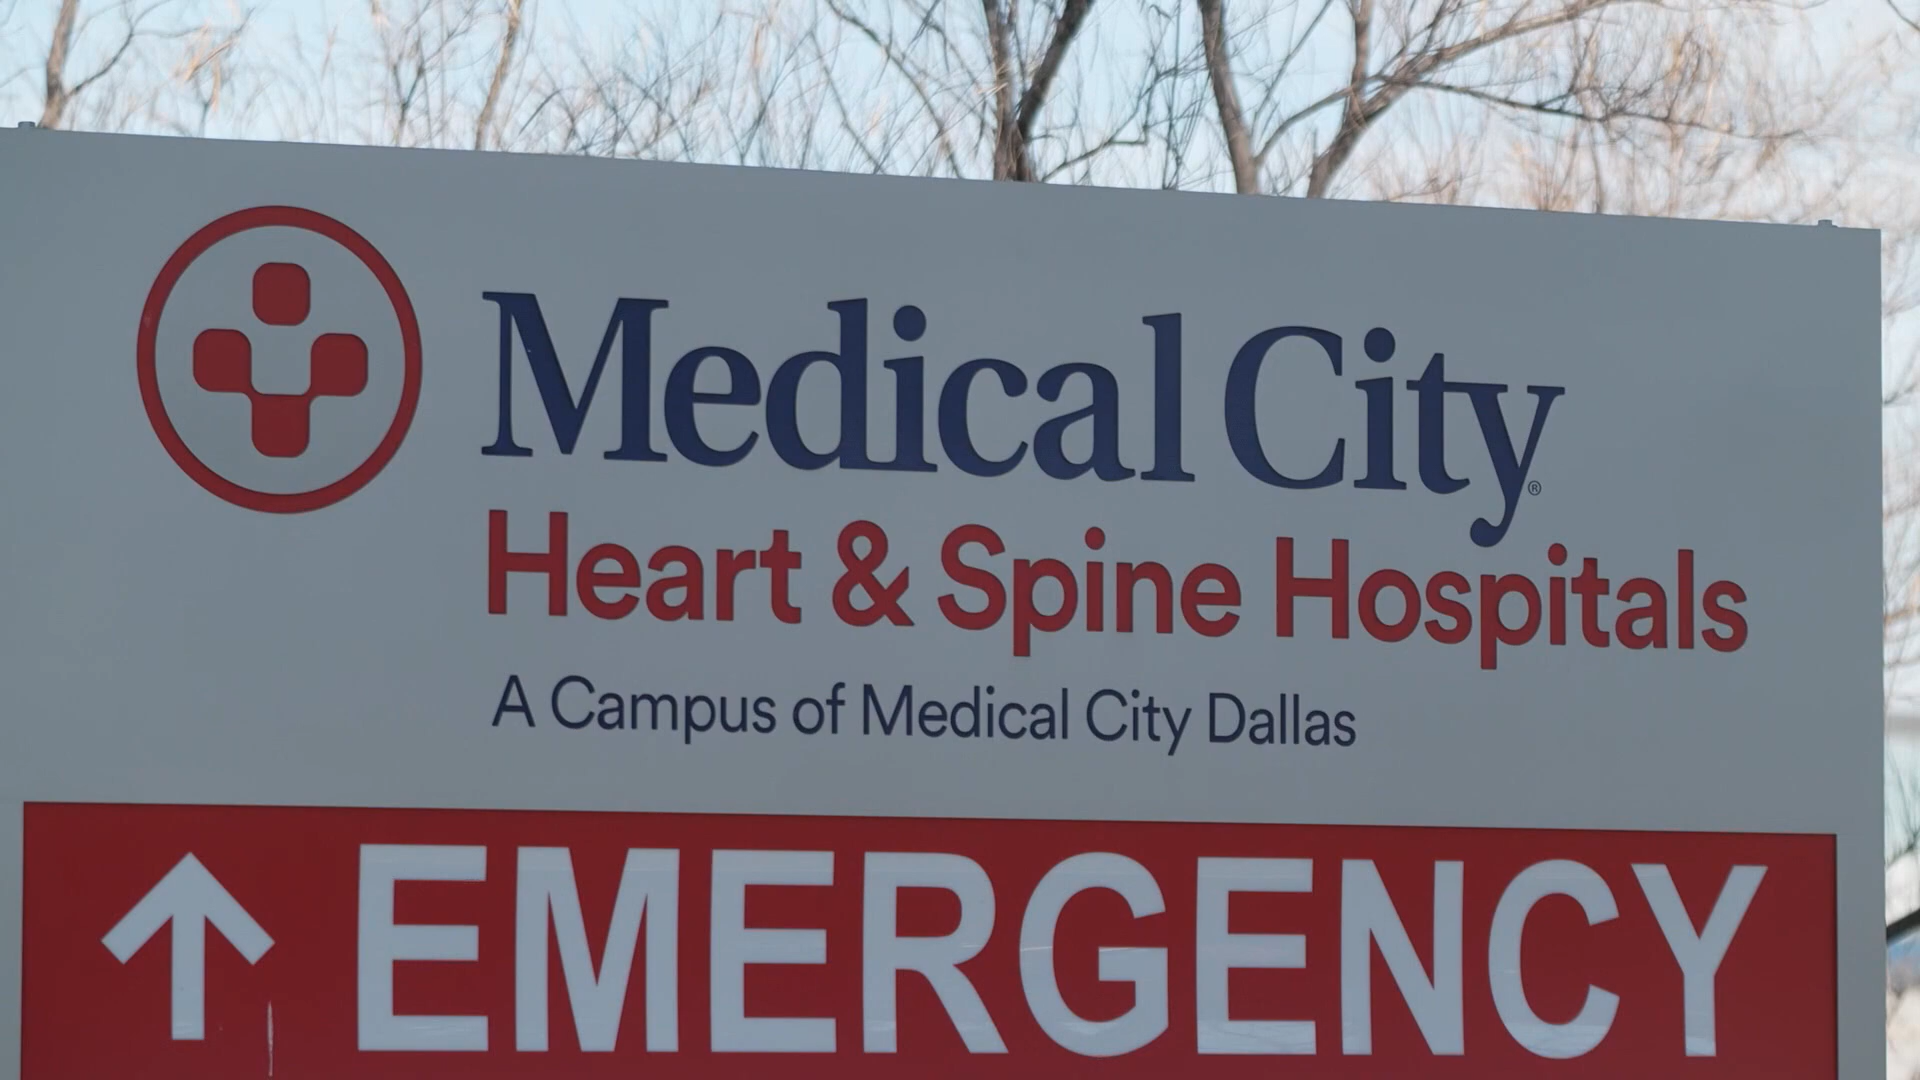 Medical City®
Heart & Spine Hospitals
A Campus of Medical City Dallas
↑ EMERGENCY